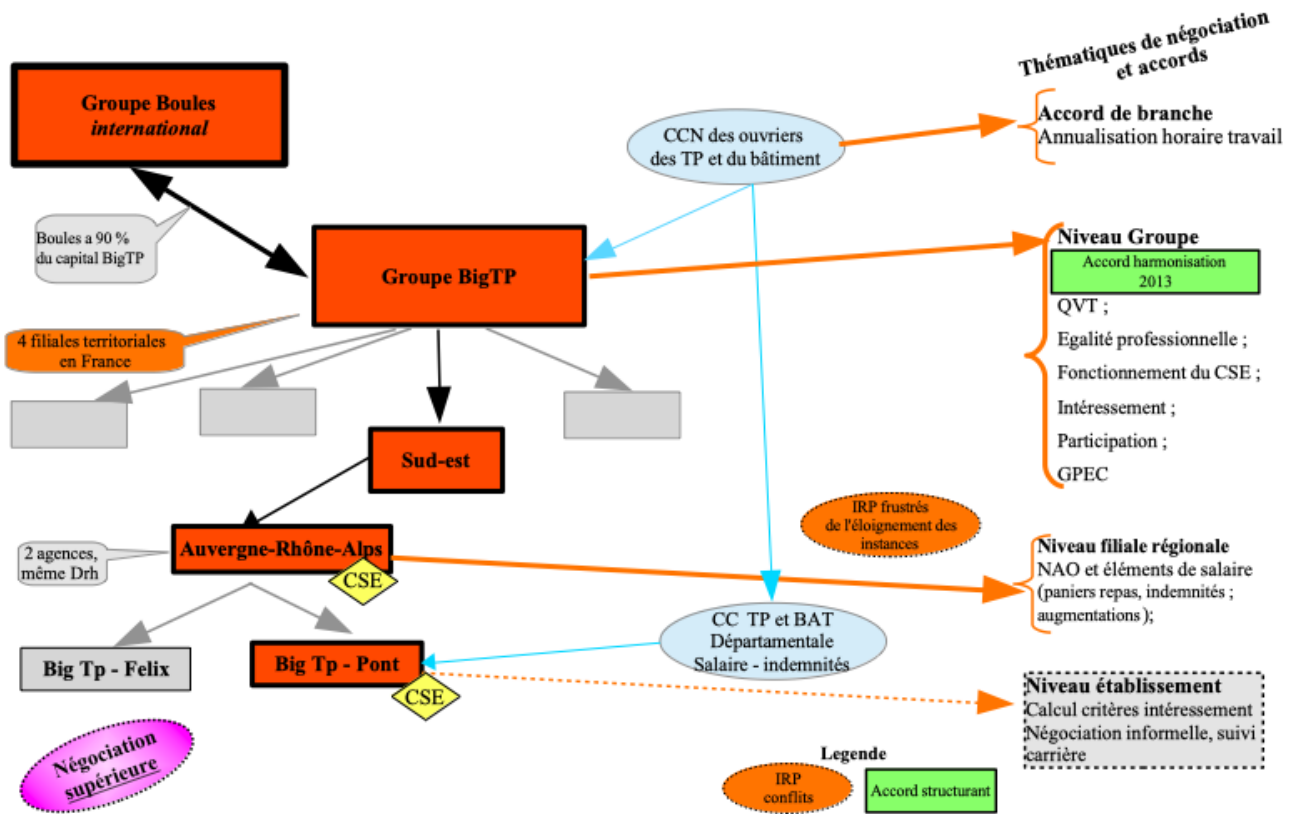 Thématiques de négociation
et accords
Groupe Boules
international
CCN des ouvriers
des TP et du bâtiment
Accord de branche
Annualisation horaire travail
Boules a 90 %
du capital BigTP
Groupe BigTP
Niveau Groupe
Accord harmonisation
2013
QVT ;
Egalité professionnelle ;
Fonctionnement du CSE ;
Intéressement ;
Participation ;
GPEC
4 filiales territoriales
en France
Sud-est
IRP frustrés
de l'éloignement des
instances
2 agences,
même Drh
Auvergne-Rhône-Alps
CSE
Niveau filiale régionale
NAO et éléments de salaire
(paniers repas, indemnités ;
augmentations);
CC TP et BAT
Départementale
Salaire - indemnités
Big Tp - Felix
Big Tp - Pont
CSE
Niveau établissement
Calcul critères intéressement
Négociation informelle, suivi
carrière
Négociation
supérieure
Legende
IRP
conflits
Accord structurant